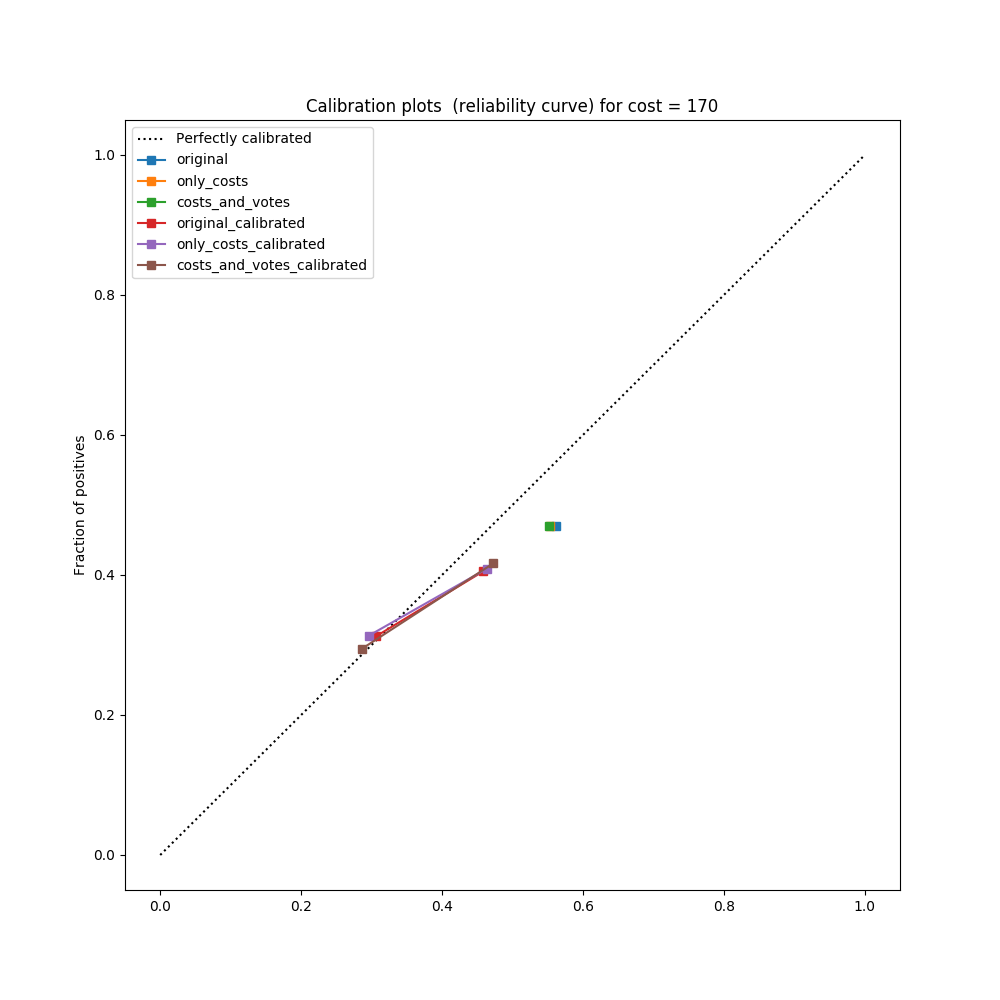 Calibration plots  (reliability curve) for cost = 170
Perfectly calibrated
original
only_costs
costs_and_votes
original_calibrated
only_costs_calibrated
costs_and_votes_calibrated
Fraction of positives
1.0
0.8
0.6
0.4
0.2
0.0
0.0 0.2 0.4 0.6 0.8 1.0